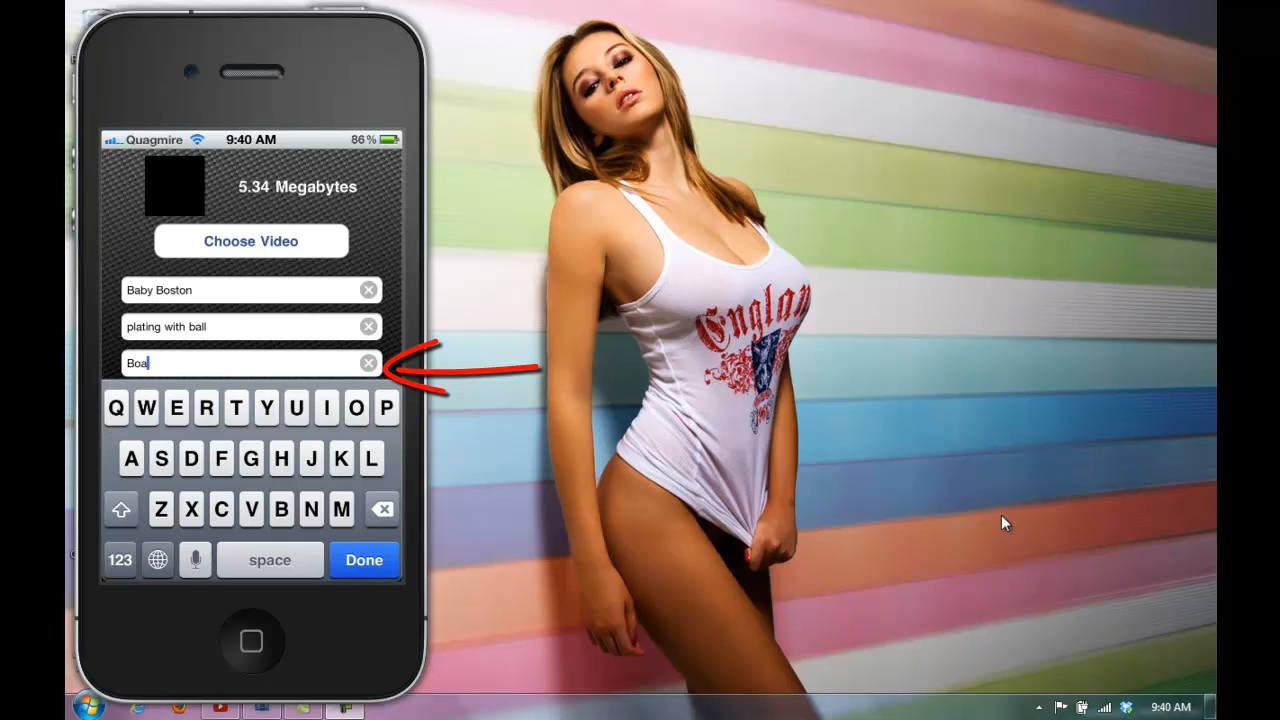 Quagmire 9:40 AM 86%
5.34 Megabytes
Choose Video
Baby Boston
plating with ball
Boa
Q W E R T Y U I O P
A S D F G H J K L
Z X C V B N M
123 space Done
England
9:40 AM